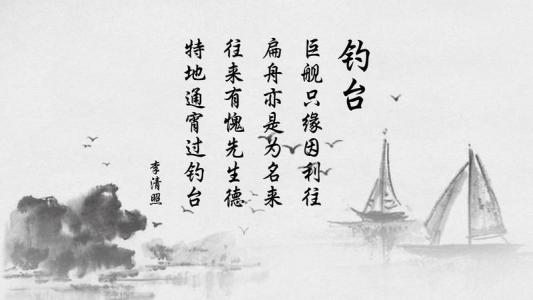 钓台
巨舰只缘因利往
扁舟亦是为名来
往来有愧先生德
特地通宵过钓台
李清照